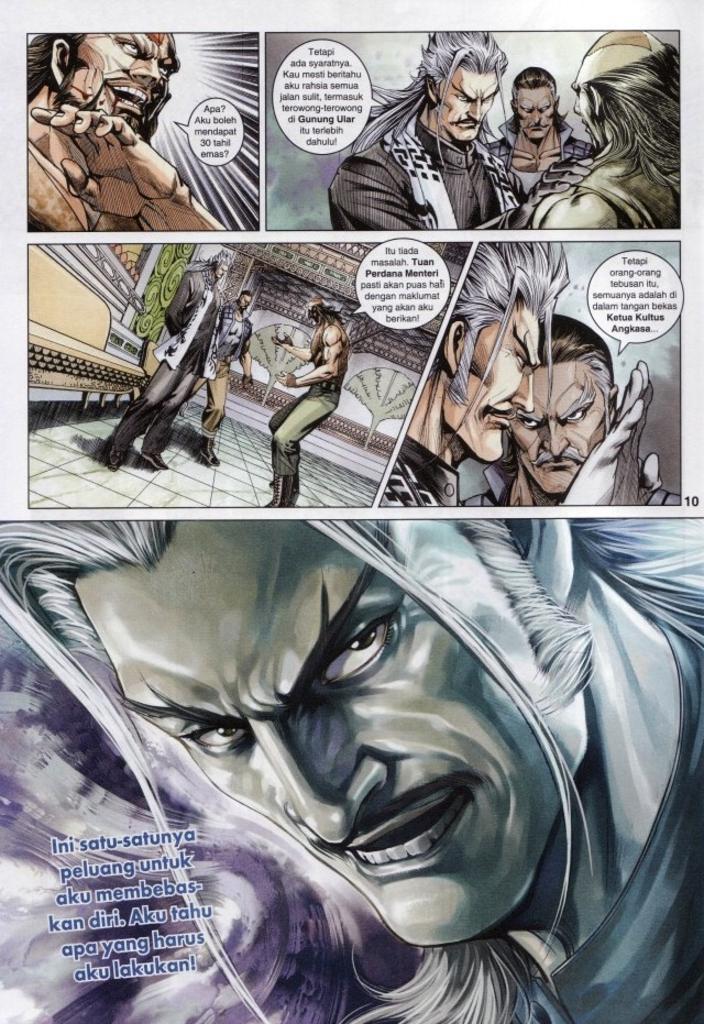 Apa?
Aku boleh
mendapat
30 tahil
emas?
Tetapi
ada syaratnya.
Kau mesti beritahu
aku rahsia semua
jalan sulit, termasuk
terowong-terowong
di Gunung Ular
itu terlebih
dahulu!
Itu tiada
masalah. Tuan
Perdana Menteri
pasti akan puas hati
dengan maklumat
yang akan aku
berikan!
Tetapi
orang-orang
tebusan itu,
semuanya adalah di
dalam tangan bekas
Ketua Kultus
Angkasa...
10
Ini satu-satunya
peluang untuk
aku membebas-
kan diri. Aku tahu
apa yang harus
aku lakukan!